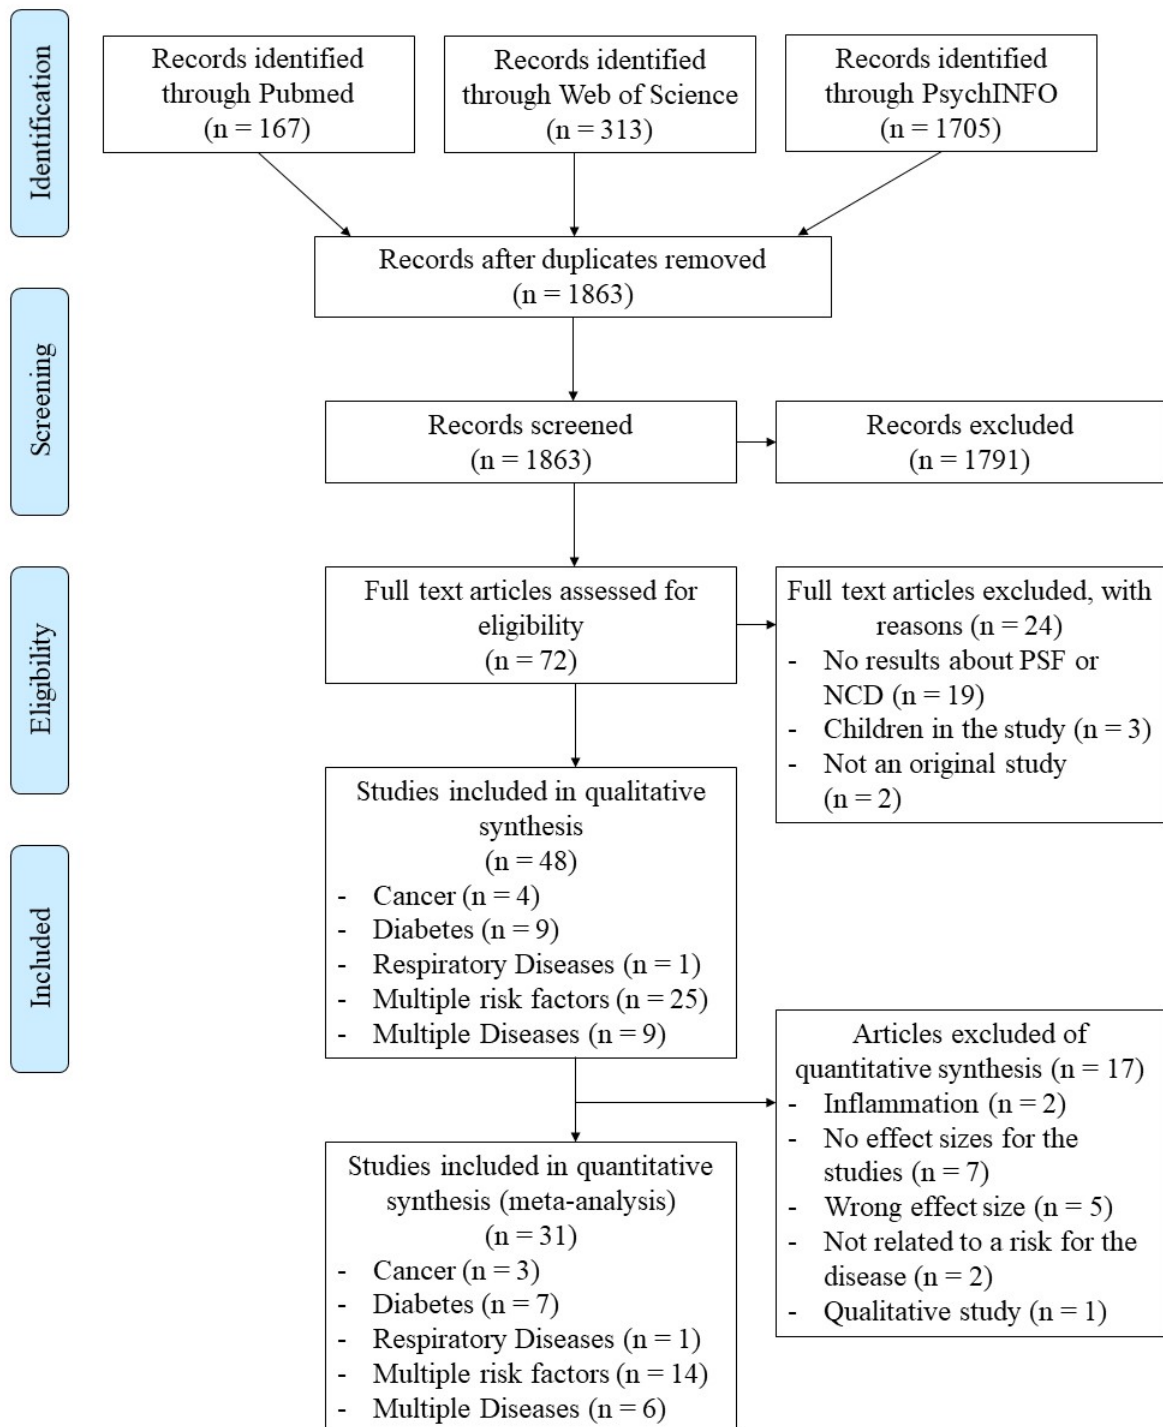 Identification
Records identified
through Pubmed
(n = 167)
Records identified
through Web of Science
(n = 313)
Records identified
through PsychINFO
(n = 1705)
Records after duplicates removed
(n = 1863)
Screening
Records screened
(n = 1863)
Records excluded
(n = 1791)
Eligibility
Full text articles assessed for
eligibility
(n = 72)
Full text articles excluded, with
reasons (n = 24)
- No results about PSF or
NCD (n = 19)
- Children in the study (n = 3)
- Not an original study
(n = 2)
Included
Studies included in qualitative
synthesis
(n = 48)
- Cancer (n = 4)
- Diabetes (n = 9)
- Respiratory Diseases (n = 1)
- Multiple risk factors (n = 25)
- Multiple Diseases (n = 9)
Articles excluded of
quantitative synthesis (n = 17)
- Inflammation (n = 2)
- No effect sizes for the
studies (n = 7)
- Wrong effect size (n = 5)
- Not related to a risk for the
disease (n = 2)
- Qualitative study (n = 1)
Studies included in quantitative
synthesis (meta-analysis)
(n = 31)
- Cancer (n = 3)
- Diabetes (n = 7)
- Respiratory Diseases (n = 1)
- Multiple risk factors (n = 14)
- Multiple Diseases (n = 6)